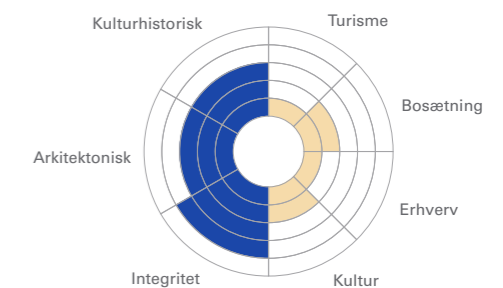 Kulturhistorisk
Turisme
Bosætning
Arkitektonisk
Erhverv
Integritet
Kultur